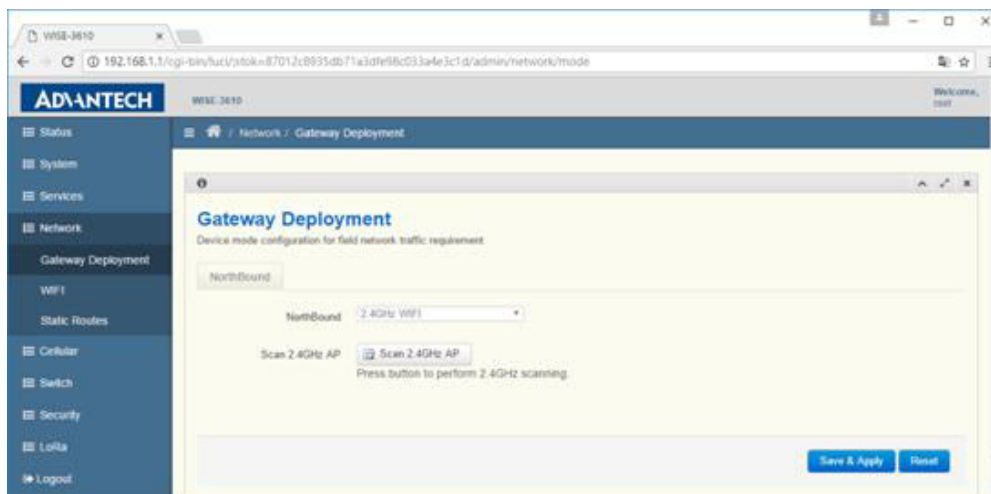 WISE-3610
192.168.1.1/cgi-bin/luci/
/admin/network/mode
ADVANTECH
WISE-3610
Welcome,
root
Status
/ Network / Gateway Deployment
System
Services
Network
Gateway Deployment
Gateway Deployment
Device mode configuration for field network traffic requirement
NorthBound
WIFI
NorthBound
2.4GHz WIFI
Static Routes
Scan 2.4GHz AP
Scan 2.4GHz AP
Press button to perform 2.4GHz scanning.
Cellular
Switch
Security
LoRa
Save & Apply
Reset
Logout